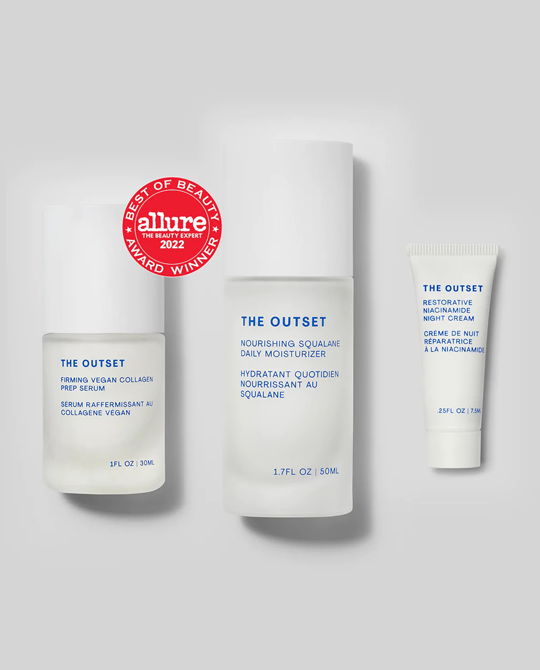 BEST OF BEAUTY
allure
THE BEAUTY EXPERT
2022
AWARD WINNER
THE OUTSET
FIRMING VEGAN COLLAGEN
PREP SERUM
SÉRUM RAFFERMISSANT AU
COLLAGÈNE VÉGAN
1FL OZ | 30ML
THE OUTSET
NOURISHING SQUALANE
DAILY MOISTURIZER
HYDRATANT QUOTIDIEN
NOURRISSANT AU
SQUALANE
1.7FL OZ | 50ML
THE OUTSET
RESTORATIVE
NIACINAMIDE
NIGHT CREAM
CRÈME DE NUIT
RÉPARATRICE
À LA NIACINAMIDE
.25FL OZ | 7.5ML